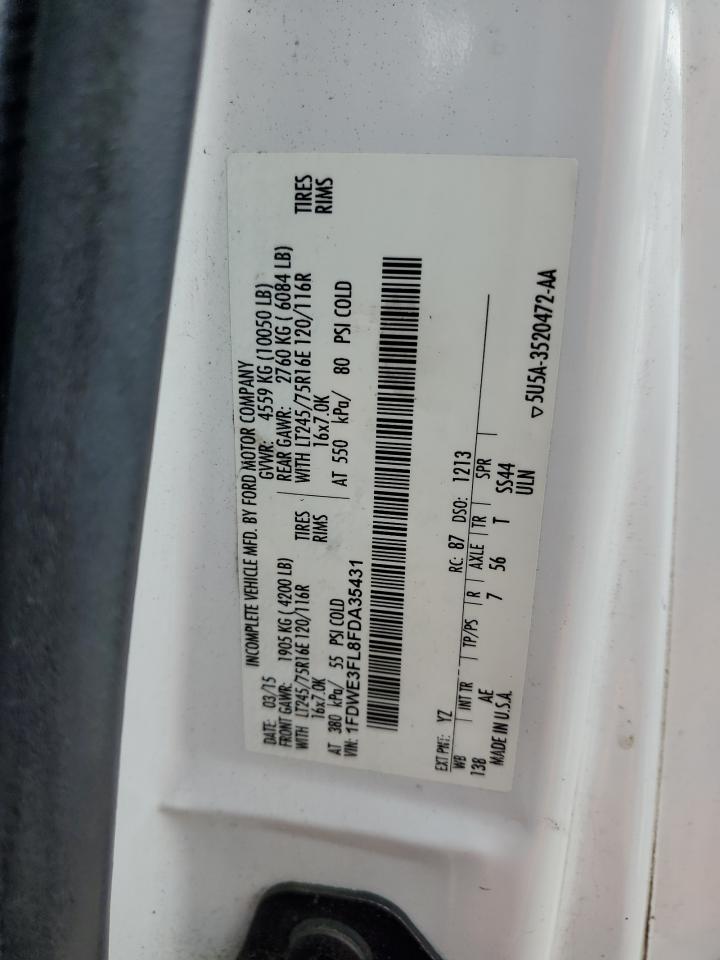 INCOMPLETE VEHICLE MFD. BY FORD MOTOR COMPANY
DATE: 03/15 GVWR: 4559 KG (10050 LB)
FRONT GAWR: 1905 KG ( 4200 LB) REAR GAWR: 2760 KG ( 6084 LB)
WITH LT245/75R16E 120/116R TIRES WITH LT245/75R16E 120/116R TIRES
16x7.0K RIMS 16x7.0K RIMS
AT 380 kPa/ 55 PSI COLD AT 550 kPa/ 80 PSI COLD
VIN: 1FDWE3FL8FDA35431
EXT PNT: YZ RC: 87 DSO: 1213
WB INT TR TP/PS R AXLE TR SPR
138 AE 7 56 T SS44
MADE IN U.S.A. ULN
▽5U5A-3520472-AA